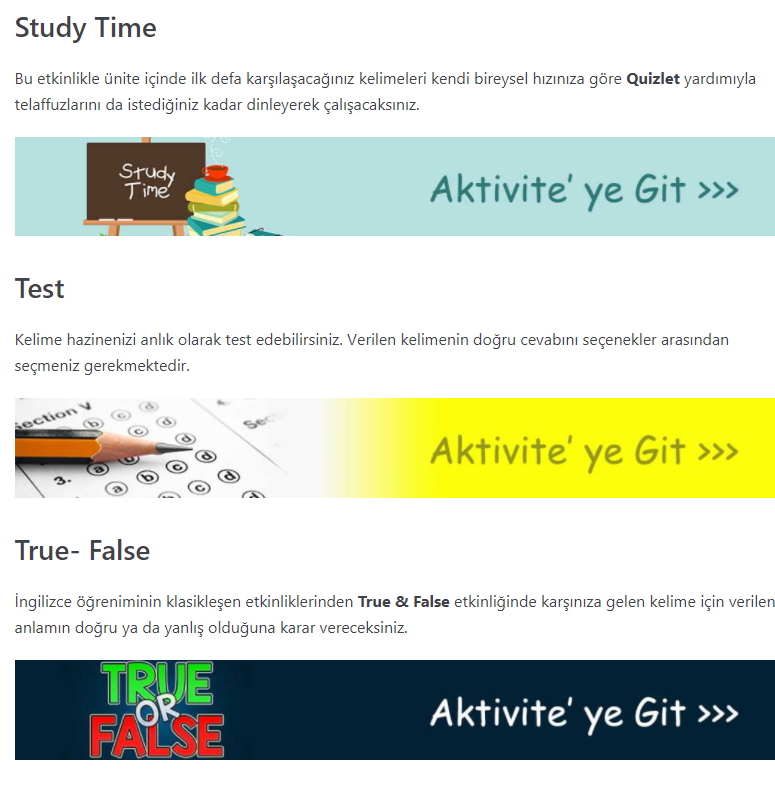 Study Time
Bu etkinlikle ünite içinde ilk defa karşılaşacağınız kelimeleri kendi bireysel hızınıza göre Quizlet yardımıyla
telaffuzlarını da istediğiniz kadar dinleyerek çalışacaksınız.
Study
Time
Aktivite' ye Git >>>
Test
Kelime hazinenizi anlık olarak test edebilirsiniz. Verilen kelimenin doğru cevabını seçenekler arasından
seçmeniz gerekmektedir.
Section V
3. a b c d
Aktivite' ye Git >>>
True- False
İngilizce öğreniminin klasikleşen etkinliklerinden True & False etkinliğinde karşınıza gelen kelime için verilen
anlamın doğru ya da yanlış olduğuna karar vereceksiniz.
TRUE
OR
FALSE
Aktivite' ye Git >>>